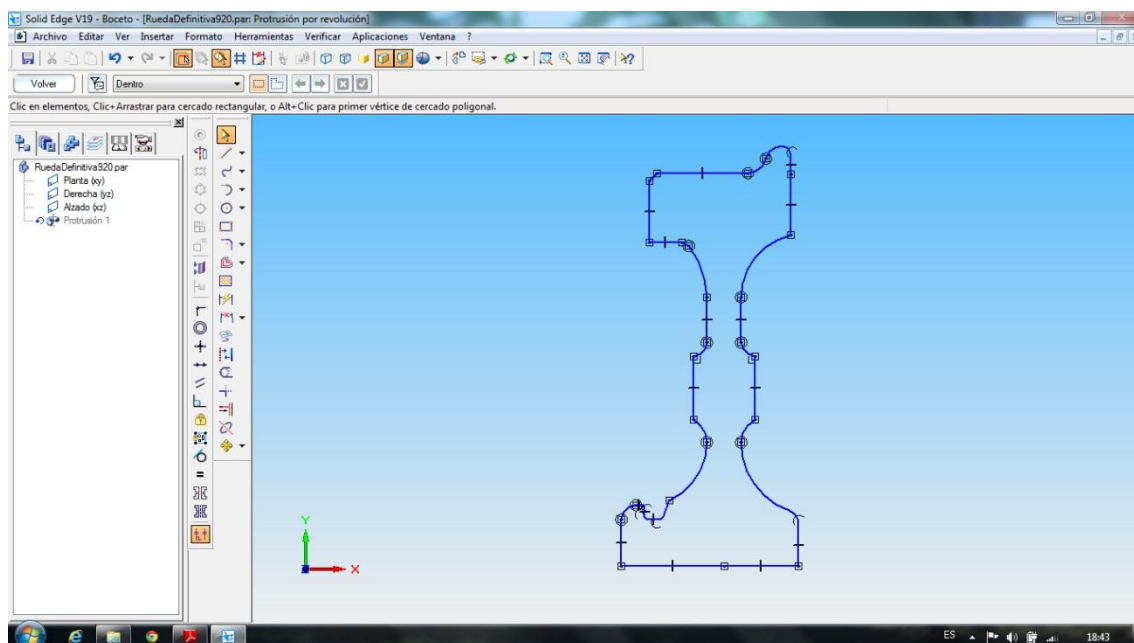 Solid Edge V19 - Boceto - [RuedaDefinitiva920.par: Protrusión por revolución]
Archivo Editar Ver Insertar Formato Herramientas Verificar Aplicaciones Ventana ?
Volver Dentro
Clic en elementos, Clic+Arrastrar para cercado rectangular, o Alt+Clic para primer vértice de cercado poligonal.
RuedaDefinitiva920.par
Planta (xy)
Derecha (yz)
Alzado (xz)
Protrusión 1
Y
X
ES 18:43